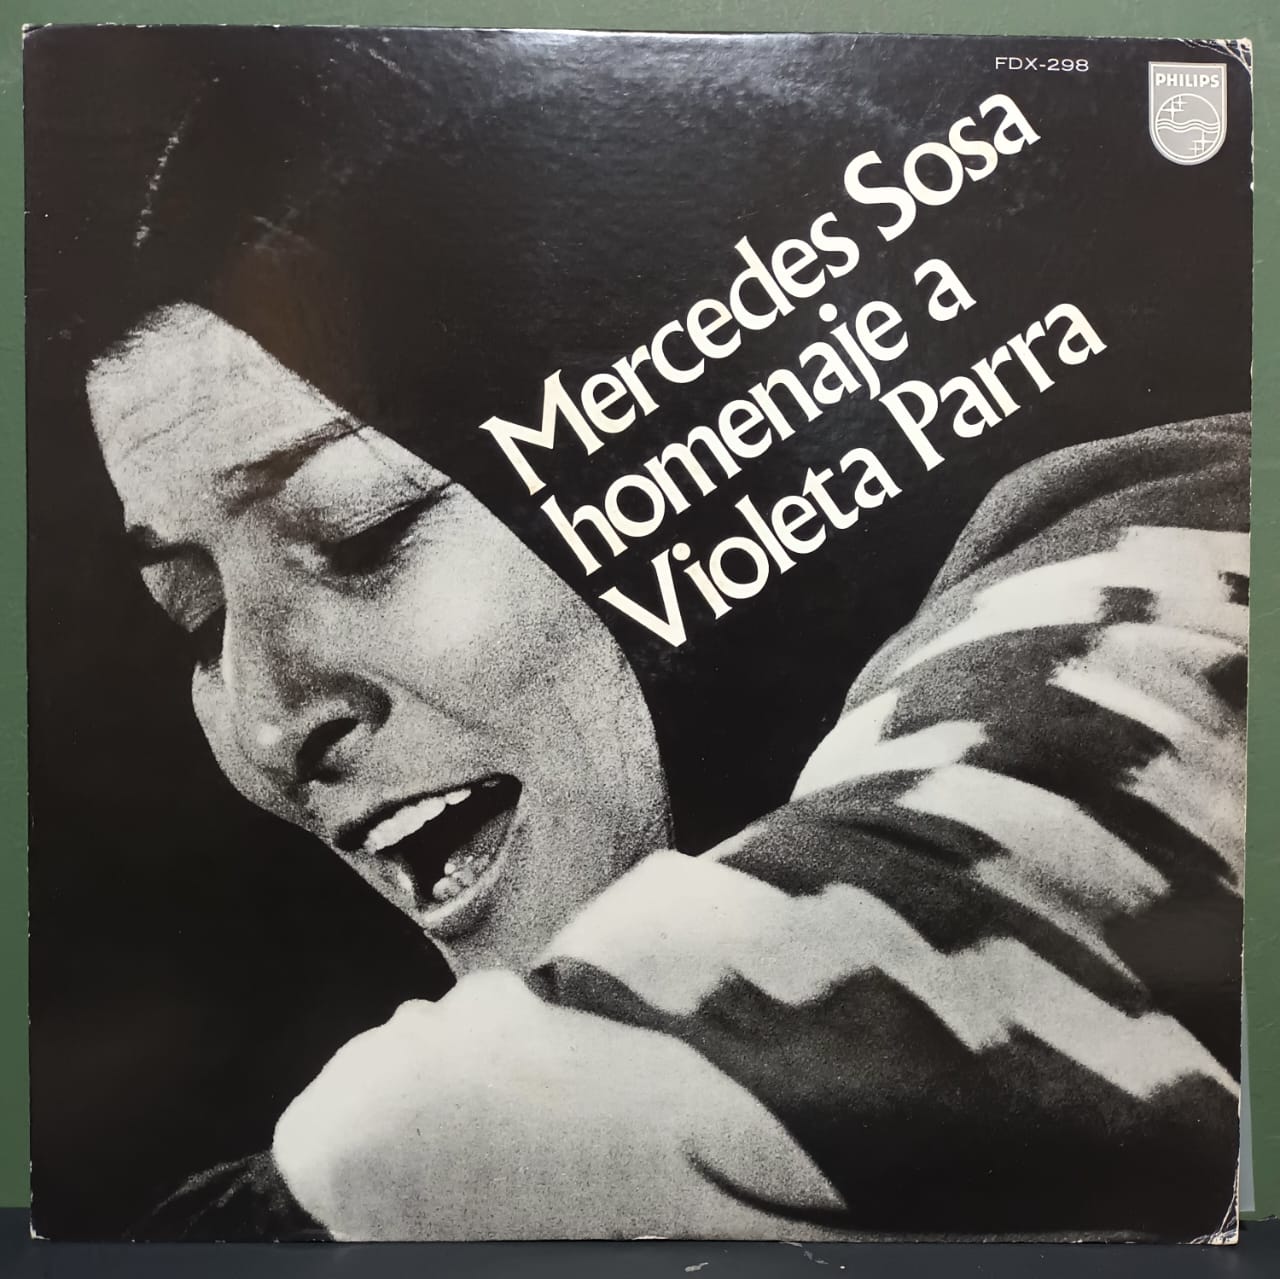 FDX-298
PHILIPS
Mercedes Sosa
homenaje a
Violeta Parra